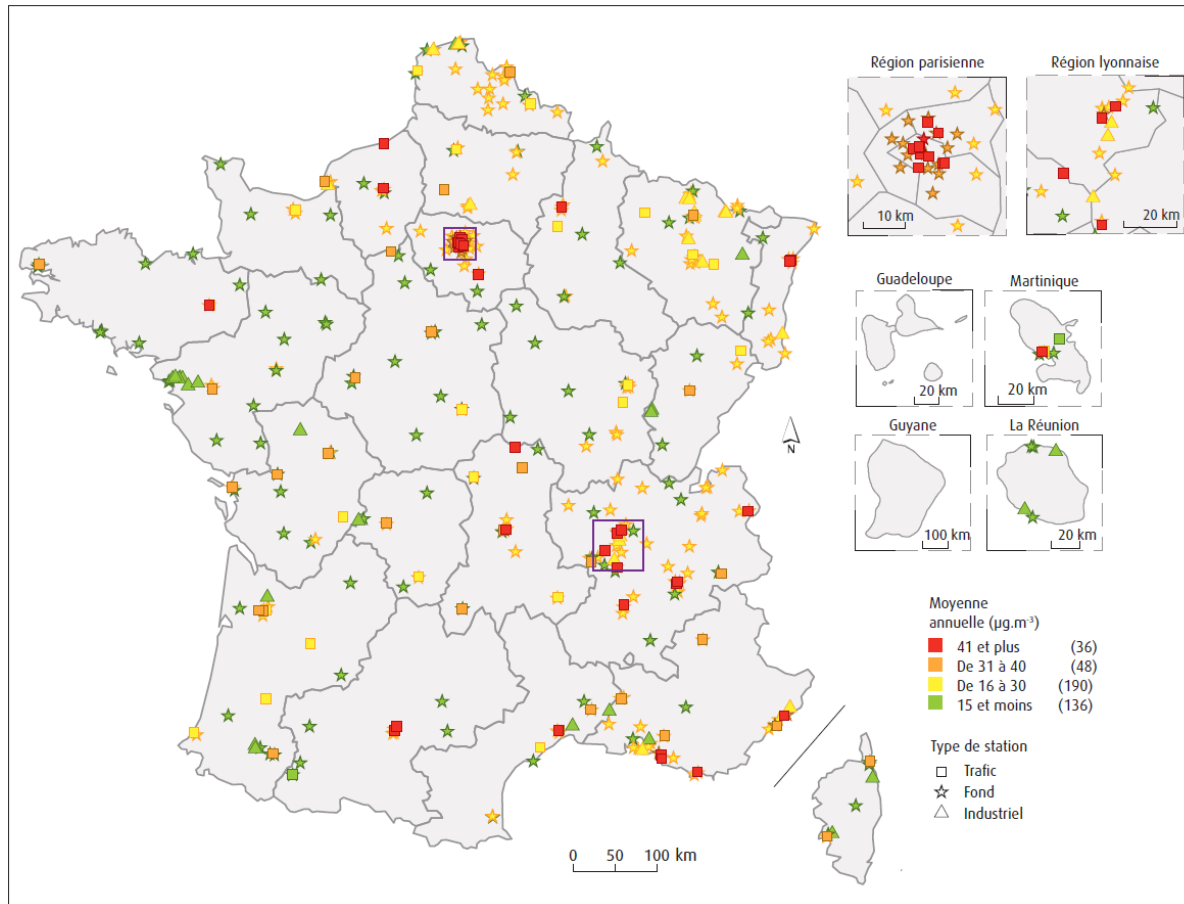 Région parisienne
10 km
Région lyonnaise
20 km
Guadeloupe
20 km
Martinique
20 km
Guyane
100 km
La Réunion
20 km
N
Moyenne
annuelle (µg.m-³)
41 et plus (36)
De 31 à 40 (48)
De 16 à 30 (190)
15 et moins (136)
Type de station
Trafic
Fond
Industriel
0 50 100 km